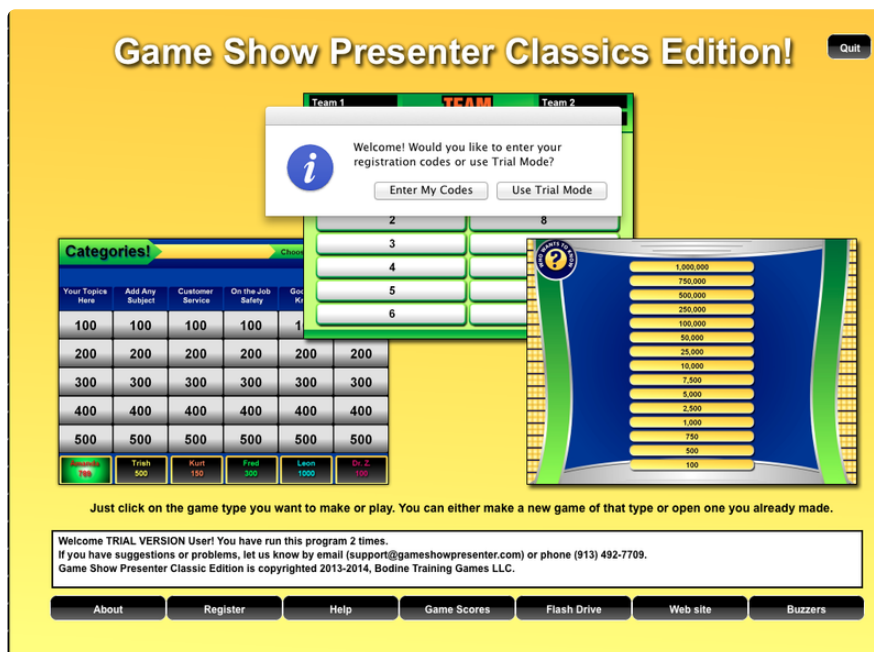 Game Show Presenter Classics Edition!
Quit
Team 1
TEAM
Team 2
Welcome! Would you like to enter your
registration codes or use Trial Mode?
Enter My Codes
Use Trial Mode
2
8
3
4
5
6
Categories!
Your Topics Here
Add Any Subject
Customer Service
On the Job Safety
100 100 100 100
200 200 200 200 200 200
300 300 300 300 300 300
400 400 400 400 400 400
500 500 500 500 500 500
Amanda
700
Trish
500
Kurt
150
Fred
300
Leon
1000
Dr. Z
100
WHO WANTS TO KNOW
?
1,000,000
750,000
500,000
250,000
100,000
50,000
25,000
10,000
7,500
5,000
2,500
1,000
750
500
100
Just click on the game type you want to make or play. You can either make a new game of that type or open one you already made.
Welcome TRIAL VERSION User! You have run this program 2 times.
If you have suggestions or problems, let us know by email (support@gameshowpresenter.com) or phone (913) 492-7709.
Game Show Presenter Classic Edition is copyrighted 2013-2014, Bodine Training Games LLC.
About
Register
Help
Game Scores
Flash Drive
Web site
Buzzers